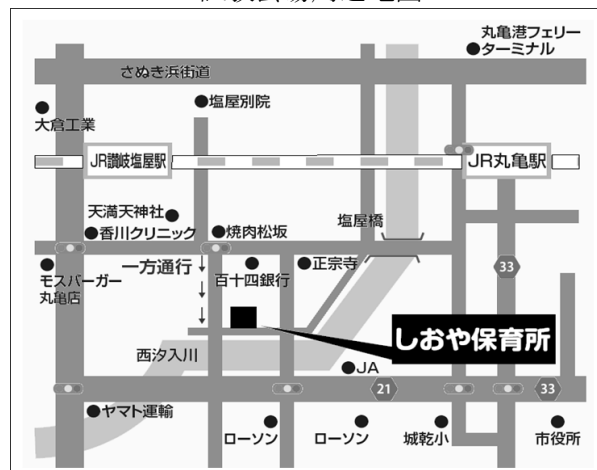 丸亀港フェリー
ターミナル
さぬき浜街道
塩屋別院
大倉工業
JR讃岐塩屋駅
JR丸亀駅
天満天神社
塩屋橋
香川クリニック
焼肉松坂
一方通行
百十四銀行
正宗寺
33
モスバーガー
丸亀店
しおや保育所
西汐入川
JA
21
33
ヤマト運輸
ローソン
ローソン
城乾小
市役所